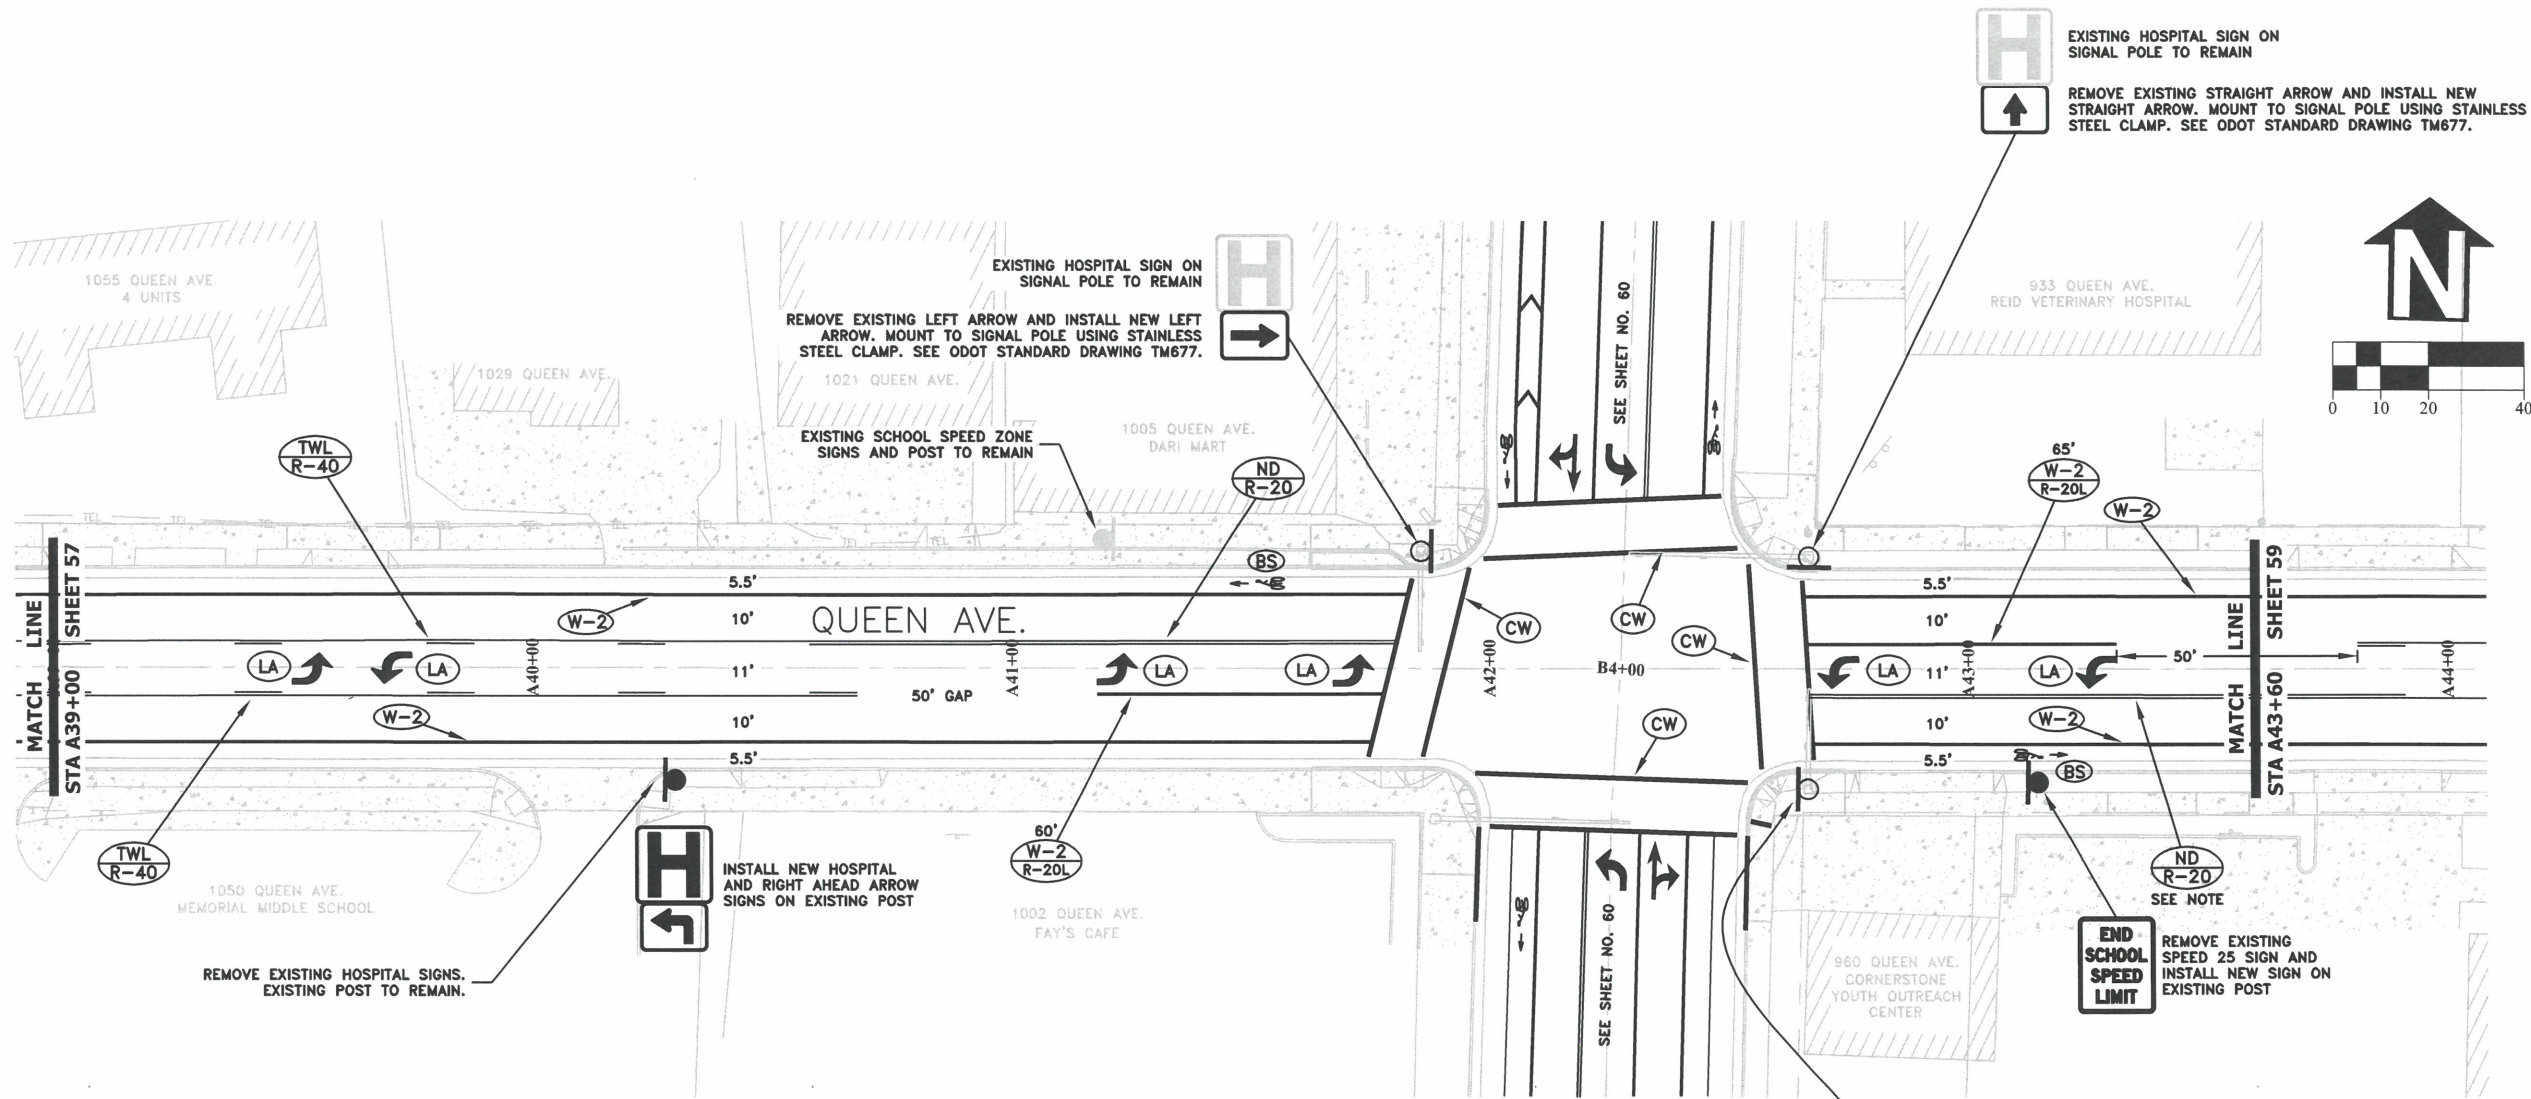 H
EXISTING HOSPITAL SIGN ON
SIGNAL POLE TO REMAIN
REMOVE EXISTING STRAIGHT ARROW AND INSTALL NEW
STRAIGHT ARROW. MOUNT TO SIGNAL POLE USING STAINLESS
STEEL CLAMP. SEE ODOT STANDARD DRAWING TM677.
N
0 10 20 40
EXISTING HOSPITAL SIGN ON
SIGNAL POLE TO REMAIN
H
REMOVE EXISTING LEFT ARROW AND INSTALL NEW LEFT
ARROW. MOUNT TO SIGNAL POLE USING STAINLESS
STEEL CLAMP. SEE ODOT STANDARD DRAWING TM677.
1055 QUEEN AVE.
4 UNITS
1029 QUEEN AVE.
1021 QUEEN AVE.
1005 QUEEN AVE.
DARI MART
933 QUEEN AVE.
REID VETERINARY HOSPITAL
SEE SHEET NO. 60
EXISTING SCHOOL SPEED ZONE
SIGNS AND POST TO REMAIN
TWL
R-40
ND
R-20
65'
W-2
R-20L
W-2
TEL TEL TEL TEL TEL TEL TEL
BS
MATCH LINE
SHEET 57
STA A39+00
5.5'
W-2
10'
QUEEN AVE.
LA
LA
A40+00
11'
50' GAP
A41+00
LA
LA
A42+00
W-2
10'
5.5'
CW
CW
CW
B4+00
CW
5.5'
10'
LA
11'
A43+00
LA
50'
10'
W-2
5.5'
BS
MATCH LINE
SHEET 59
STA A43+60
A44+00
TWL
R-40
1050 QUEEN AVE.
MEMORIAL MIDDLE SCHOOL
H
INSTALL NEW HOSPITAL
AND RIGHT AHEAD ARROW
SIGNS ON EXISTING POST
REMOVE EXISTING HOSPITAL SIGNS.
EXISTING POST TO REMAIN.
60'
W-2
R-20L
1002 QUEEN AVE.
FAY'S CAFE
SEE SHEET NO. 60
960 QUEEN AVE.
CORNERSTONE
YOUTH OUTREACH
CENTER
ND
R-20
SEE NOTE
END
SCHOOL
SPEED
LIMIT
REMOVE EXISTING
SPEED 25 SIGN AND
INSTALL NEW SIGN ON
EXISTING POST